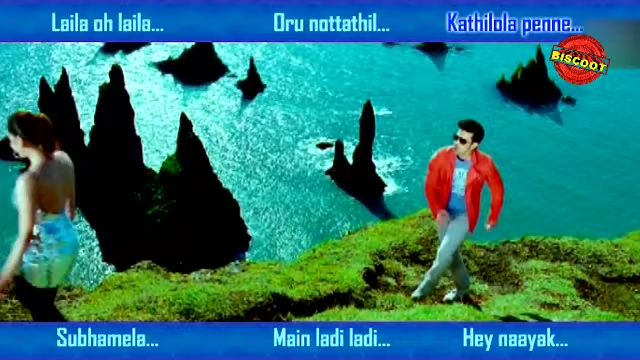 Laila oh laila...
Oru nottathil...
Kathilola penne...
BISCOOT
Subhamela...
Main ladi ladi...
Hey naayak...